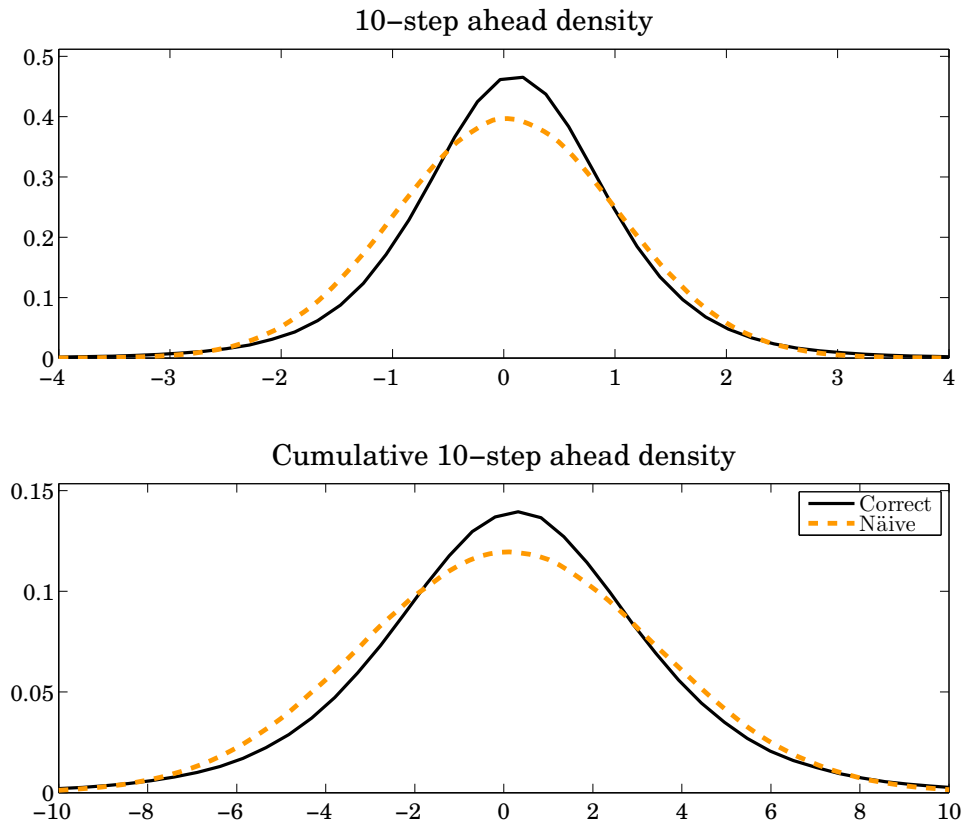 10−step ahead density
0.5
0.4
0.3
0.2
0.1
0
−4 −3 −2 −1 0 1 2 3 4
Cumulative 10−step ahead density
0.15
Correct
Näive
0.1
0.05
0
−10 −8 −6 −4 −2 0 2 4 6 8 10